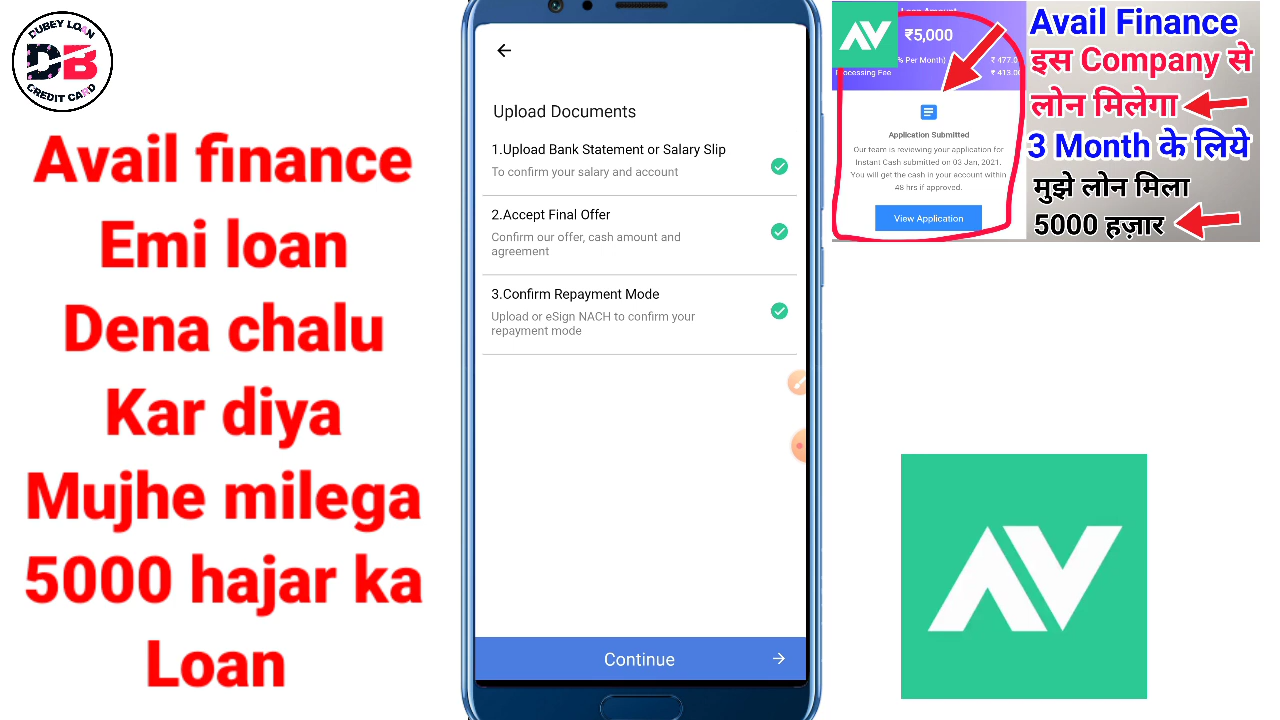 DUBEY LOAN
DB
CREDIT CARD
Avail finance
Emi loan
Dena chalu
Kar diya
Mujhe milega
5000 hajar ka
Loan
Upload Documents
1.Upload Bank Statement or Salary Slip
To confirm your salary and account
2.Accept Final Offer
Confirm our offer, cash amount and
agreement
3.Confirm Repayment Mode
Upload or eSign NACH to confirm your
repayment mode
Continue
Loan Amount
₹5,000
% Per Month)
₹ 477.0
Processing Fee
₹ 413.00
Application Submitted
Our team is reviewing your application for
Instant Cash submitted on 03 Jan, 2021.
You will get the cash in your account within
48 hrs if approved.
View Application
Avail Finance
इस Company से
लोन मिलेगा
3 Month के लिये
मुझे लोन मिला
5000 हज़ार